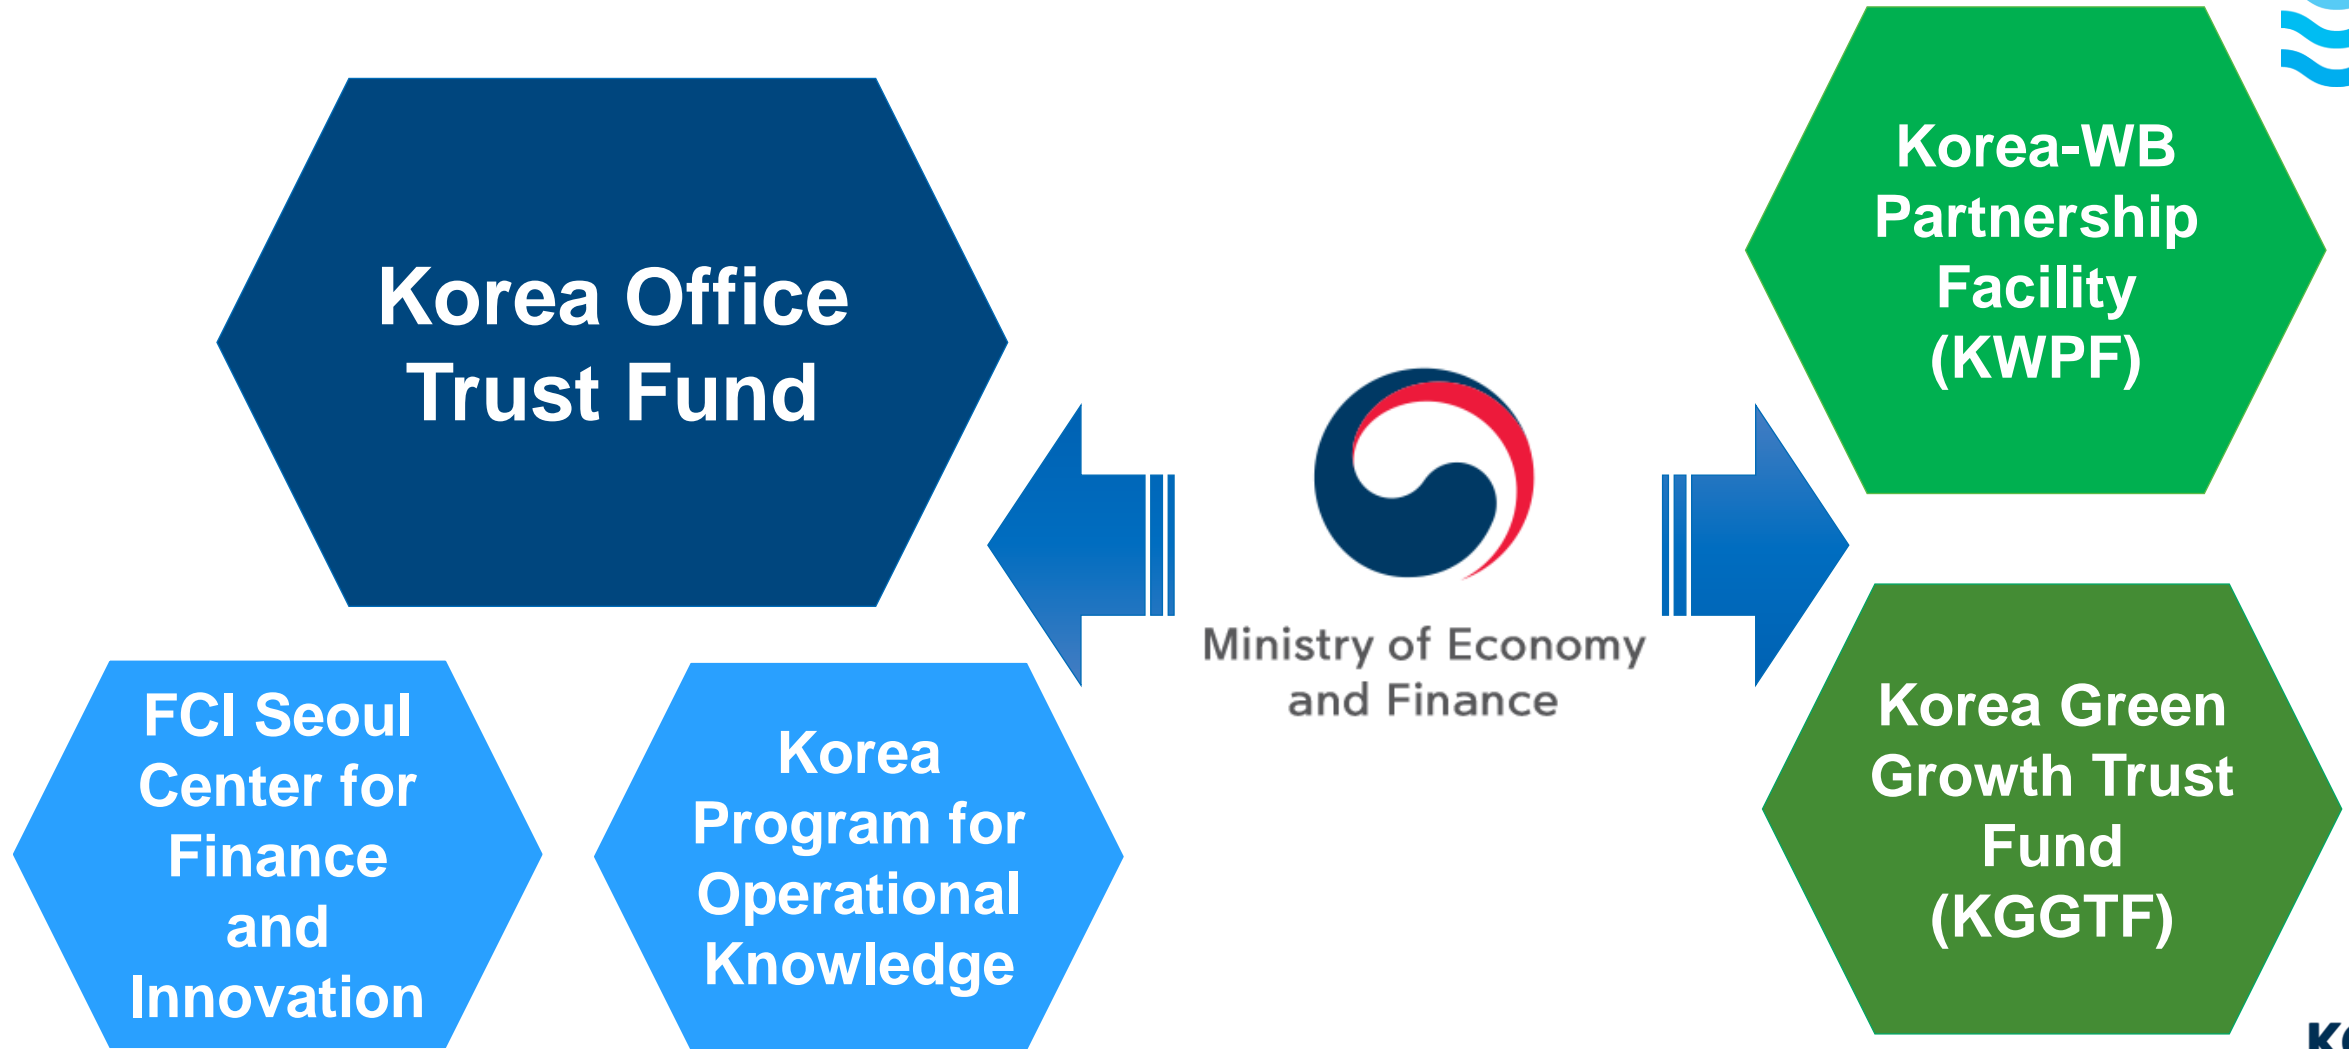 Korea Office
Trust Fund
FCI Seoul
Center for
Finance
and
Innovation
Korea
Program for
Operational
Knowledge
Ministry of Economy
and Finance
Korea-WB
Partnership
Facility
(KWPF)
Korea Green
Growth Trust
Fund
(KGGTF)